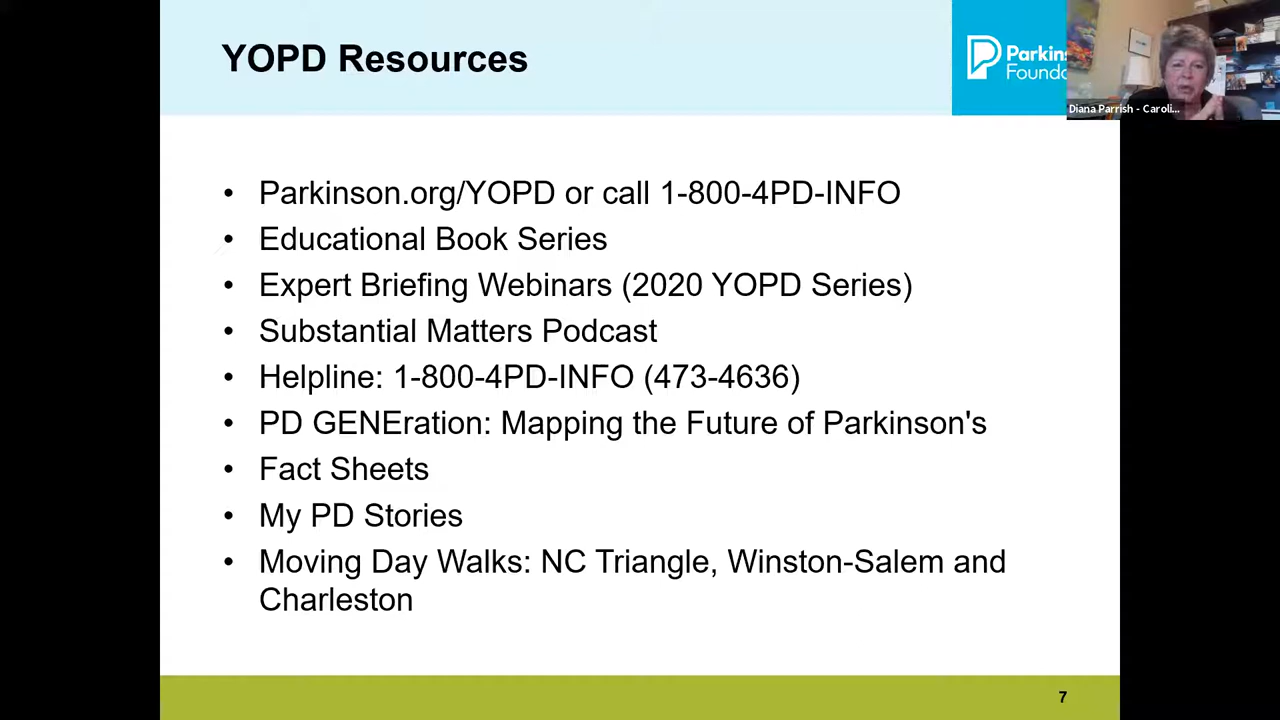 YOPD Resources
Parkins
Founda
Diana Parrish - Caroli...
• Parkinson.org/YOPD or call 1-800-4PD-INFO
• Educational Book Series
• Expert Briefing Webinars (2020 YOPD Series)
• Substantial Matters Podcast
• Helpline: 1-800-4PD-INFO (473-4636)
• PD GENEration: Mapping the Future of Parkinson's
• Fact Sheets
• My PD Stories
• Moving Day Walks: NC Triangle, Winston-Salem and
Charleston
7